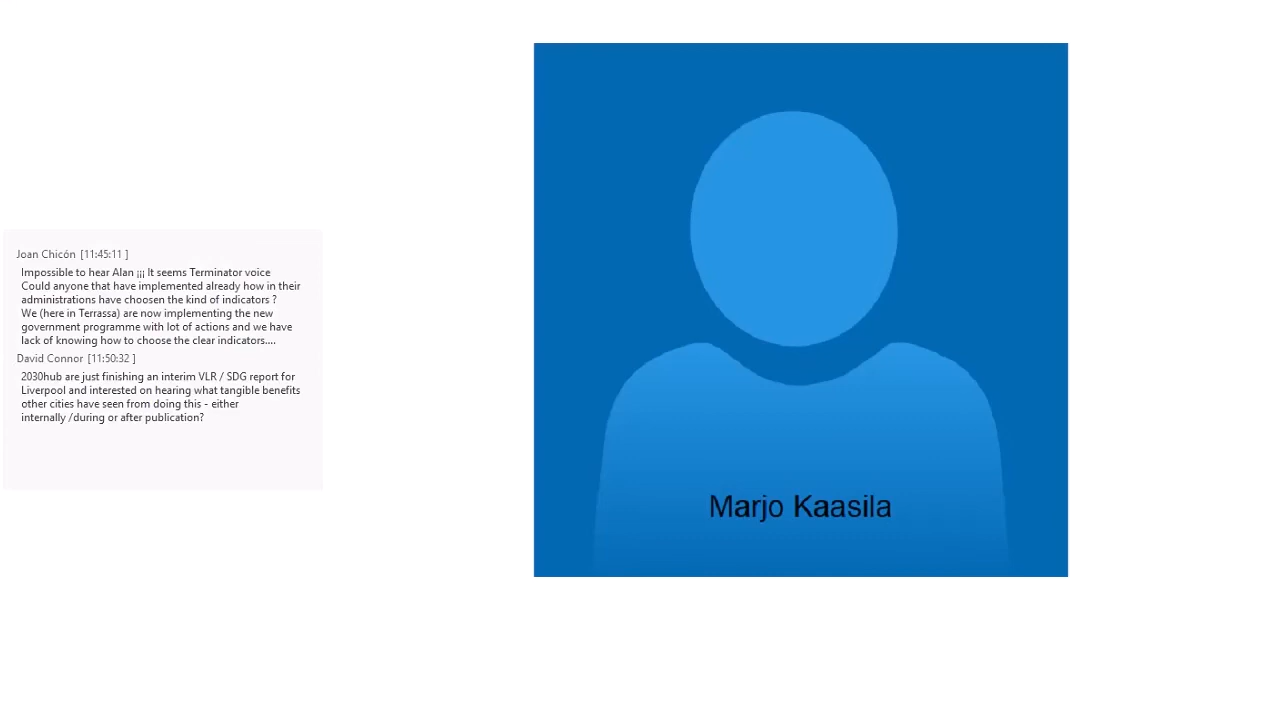 Joan Chicón [11:45:11 ]
Impossible to hear Alan ¡¡¡ It seems Terminator voice
Could anyone that have implemented already how in their
administrations have choosen the kind of indicators ?
We (here in Terrassa) are now implementing the new
government programme with lot of actions and we have
lack of knowing how to choose the clear indicators....
David Connor [11:50:32 ]
2030hub are just finishing an interim VLR / SDG report for
Liverpool and interested on hearing what tangible benefits
other cities have seen from doing this - either
internally /during or after publication?
Marjo Kaasila